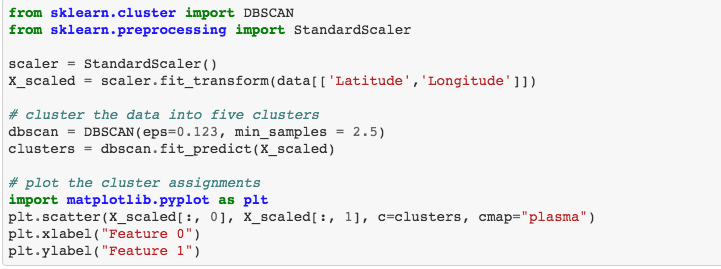 from sklearn.cluster import DBSCAN
from sklearn.preprocessing import StandardScaler
scaler = StandardScaler()
X_scaled = scaler.fit_transform(data[['Latitude','Longitude']])
# cluster the data into five clusters
dbscan = DBSCAN(eps=0.123, min_samples = 2.5)
clusters = dbscan.fit_predict(X_scaled)
# plot the cluster assignments
import matplotlib.pyplot as plt
plt.scatter(X_scaled[:, 0], X_scaled[:, 1], c=clusters, cmap="plasma")
plt.xlabel("Feature 0")
plt.ylabel("Feature 1")